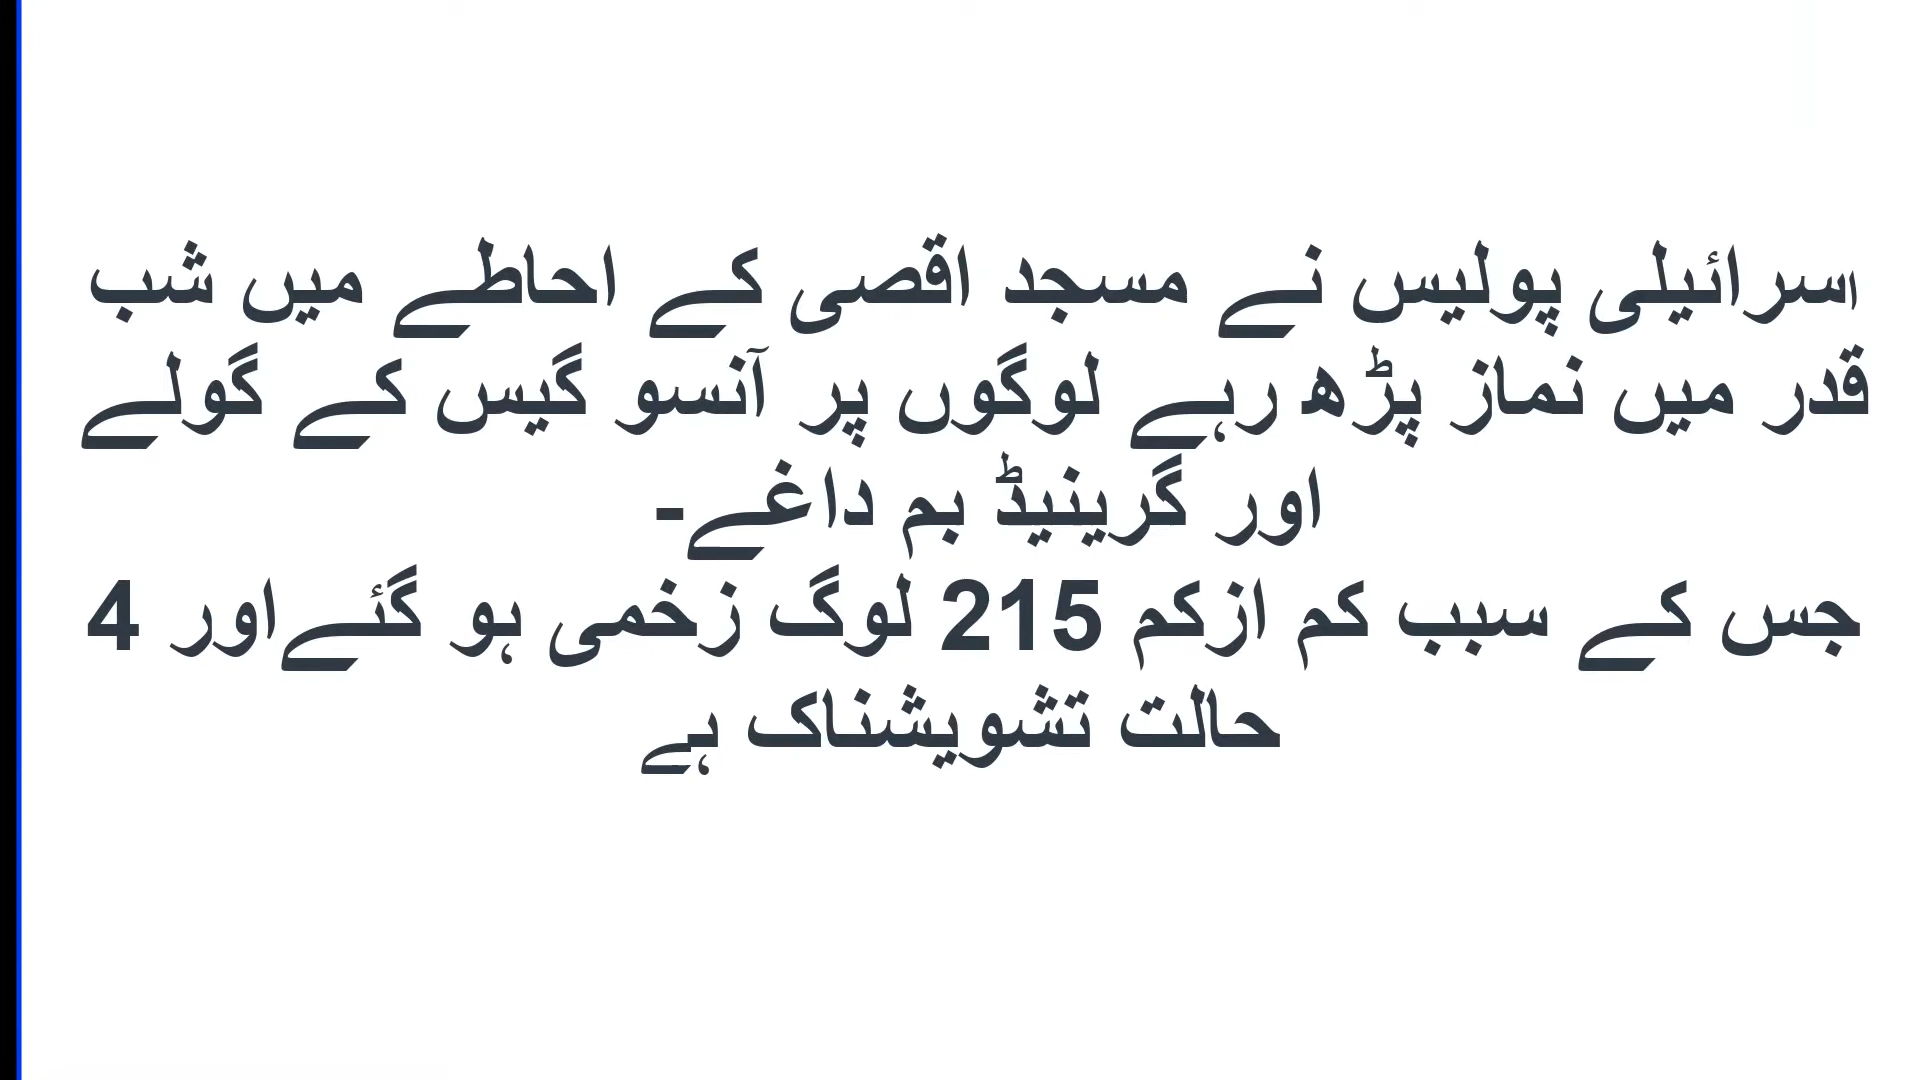 اسرائیلی پولیس نے مسجد اقصی کے احاطے میں شب
قدر میں نماز پڑھ رہے لوگوں پر آنسو گیس کے گولے
اور گرینیڈ بم داغے-
جس کے سبب کم ازکم 215 لوگ زخمی ہو گئےاور 4
حالت تشویشناک ہے